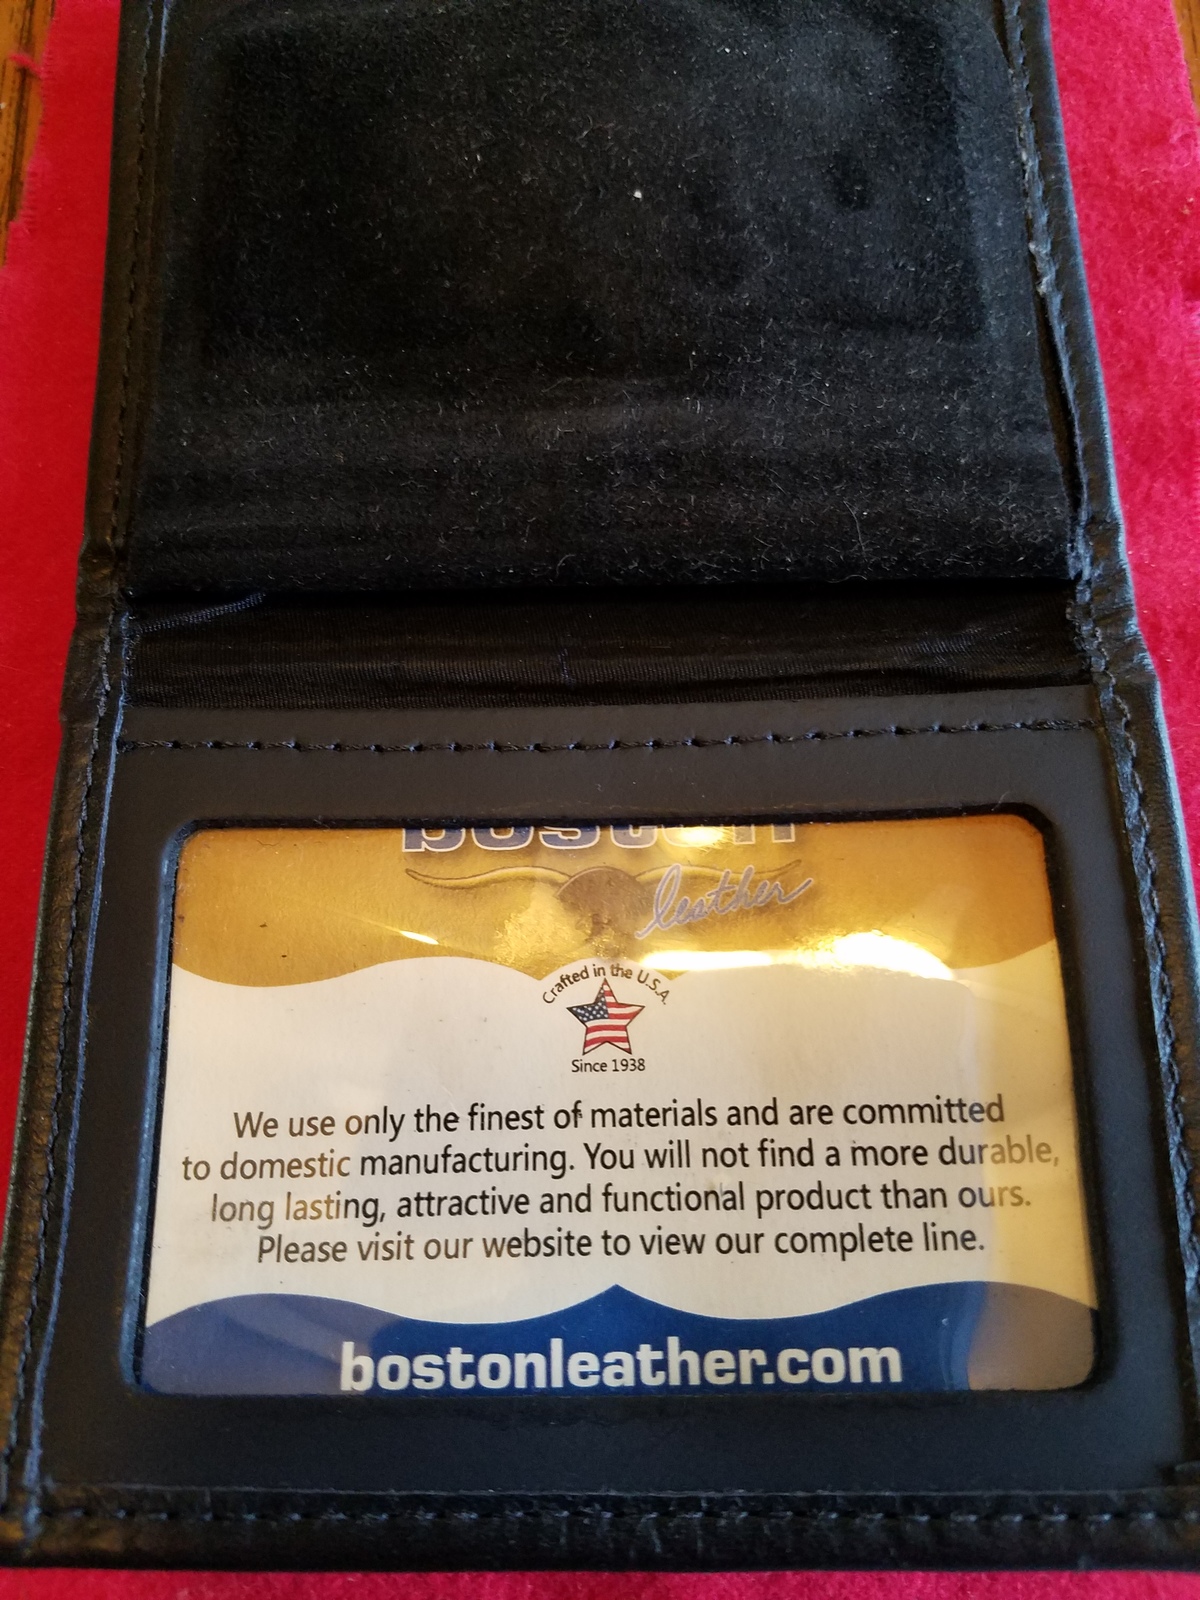 boston
leather
Crafted in the U.S.A.
Since 1938
We use only the finest of materials and are committed
to domestic manufacturing. You will not find a more durable,
long lasting, attractive and functional product than ours.
Please visit our website to view our complete line.
bostonleather.com